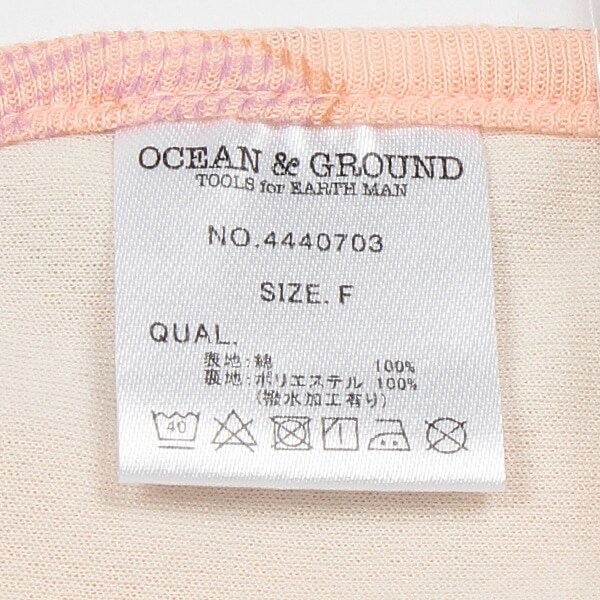 OCEAN & GROUND
TOOLS for EARTH MAN
NO.4440703
SIZE. F
QUAL.
表地:綿 100%
裏地:ポリエステル 100%
(撥水加工有り)
40